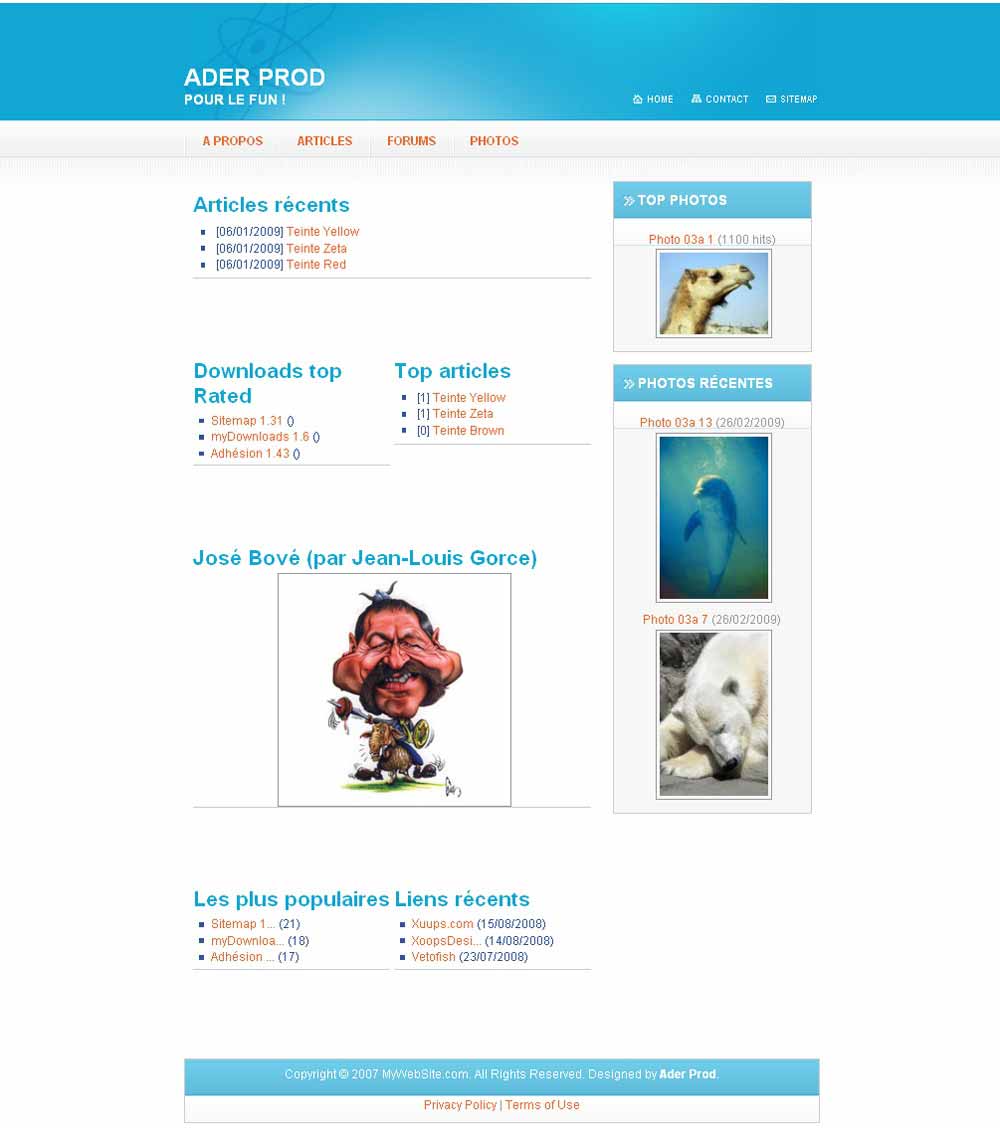 ADER PROD
POUR LE FUN !
HOME CONTACT SITEMAP
A PROPOS ARTICLES FORUMS PHOTOS
Articles récents
[06/01/2009] Teinte Yellow
[06/01/2009] Teinte Zeta
[06/01/2009] Teinte Red
Downloads top
Rated
Sitemap 1.31 ()
myDownloads 1.6 ()
Adhésion 1.43 ()
Top articles
[1] Teinte Yellow
[1] Teinte Zeta
[0] Teinte Brown
José Bové (par Jean-Louis Gorce)
Les plus populaires
Sitemap 1... (21)
myDownloa... (18)
Adhésion ... (17)
Liens récents
Xuups.com (15/08/2008)
XoopsDesi... (14/08/2008)
Vetofish (23/07/2008)
TOP PHOTOS
Photo 03a 1 (1100 hits)
PHOTOS RÉCENTES
Photo 03a 13 (26/02/2009)
Photo 03a 7 (26/02/2009)
Copyright © 2007 MyWebSite.com. All Rights Reserved. Designed by Ader Prod.
Privacy Policy | Terms of Use